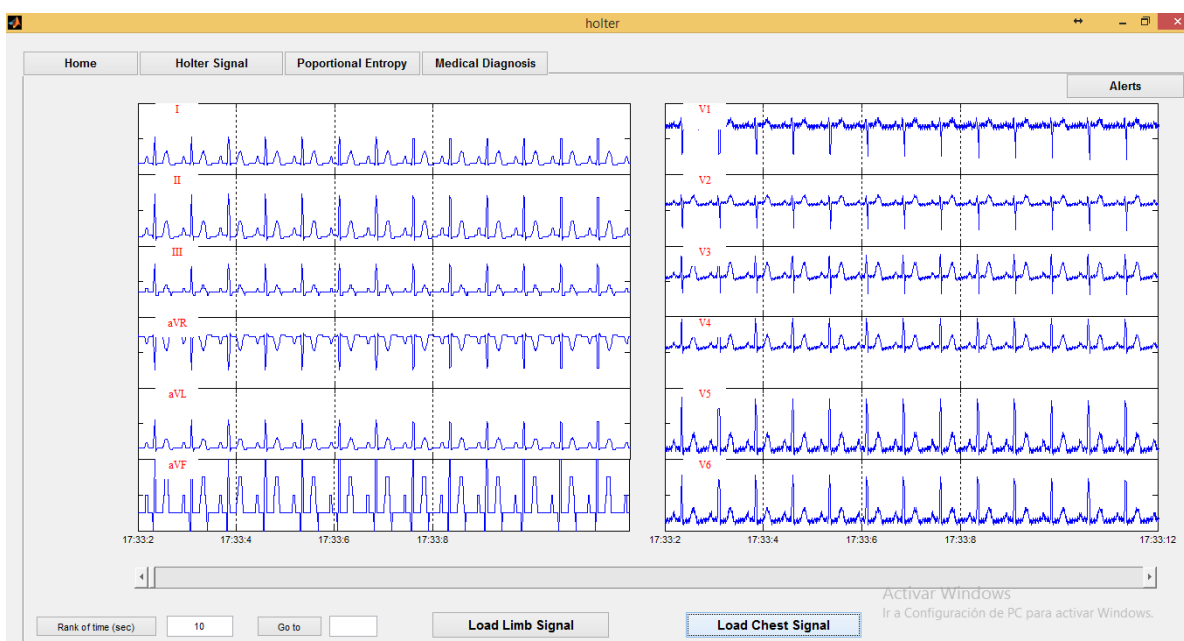 holter
Home
Holter Signal
Poportional Entropy
Medical Diagnosis
Alerts
I
II
III
aVR
aVL
aVF
17:33:2
17:33:4
17:33:6
17:33:8
V1
V2
V3
V4
V5
V6
17:33:2
17:33:4
17:33:6
17:33:8
17:33:12
Activar Windows
Ir a Configuración de PC para activar Windows.
Rank of time (sec)
10
Go to
Load Limb Signal
Load Chest Signal